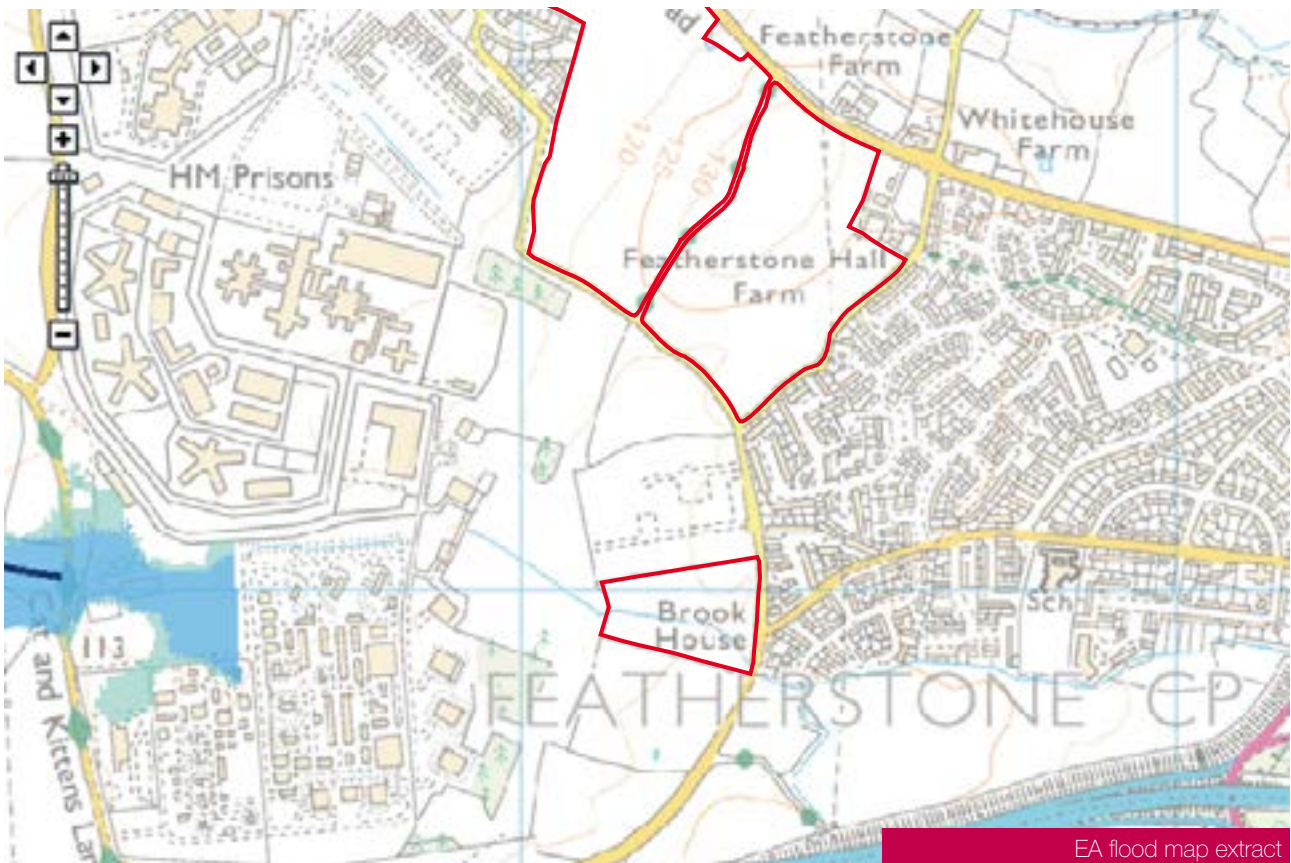 Featherstone
Farm
Whitehouse
Farm
HM Prisons
120
125
130
Featherstone Hall
Farm
Brook
House
Sch
113
and Kittens
FEATHERSTONE CP
EA flood map extract